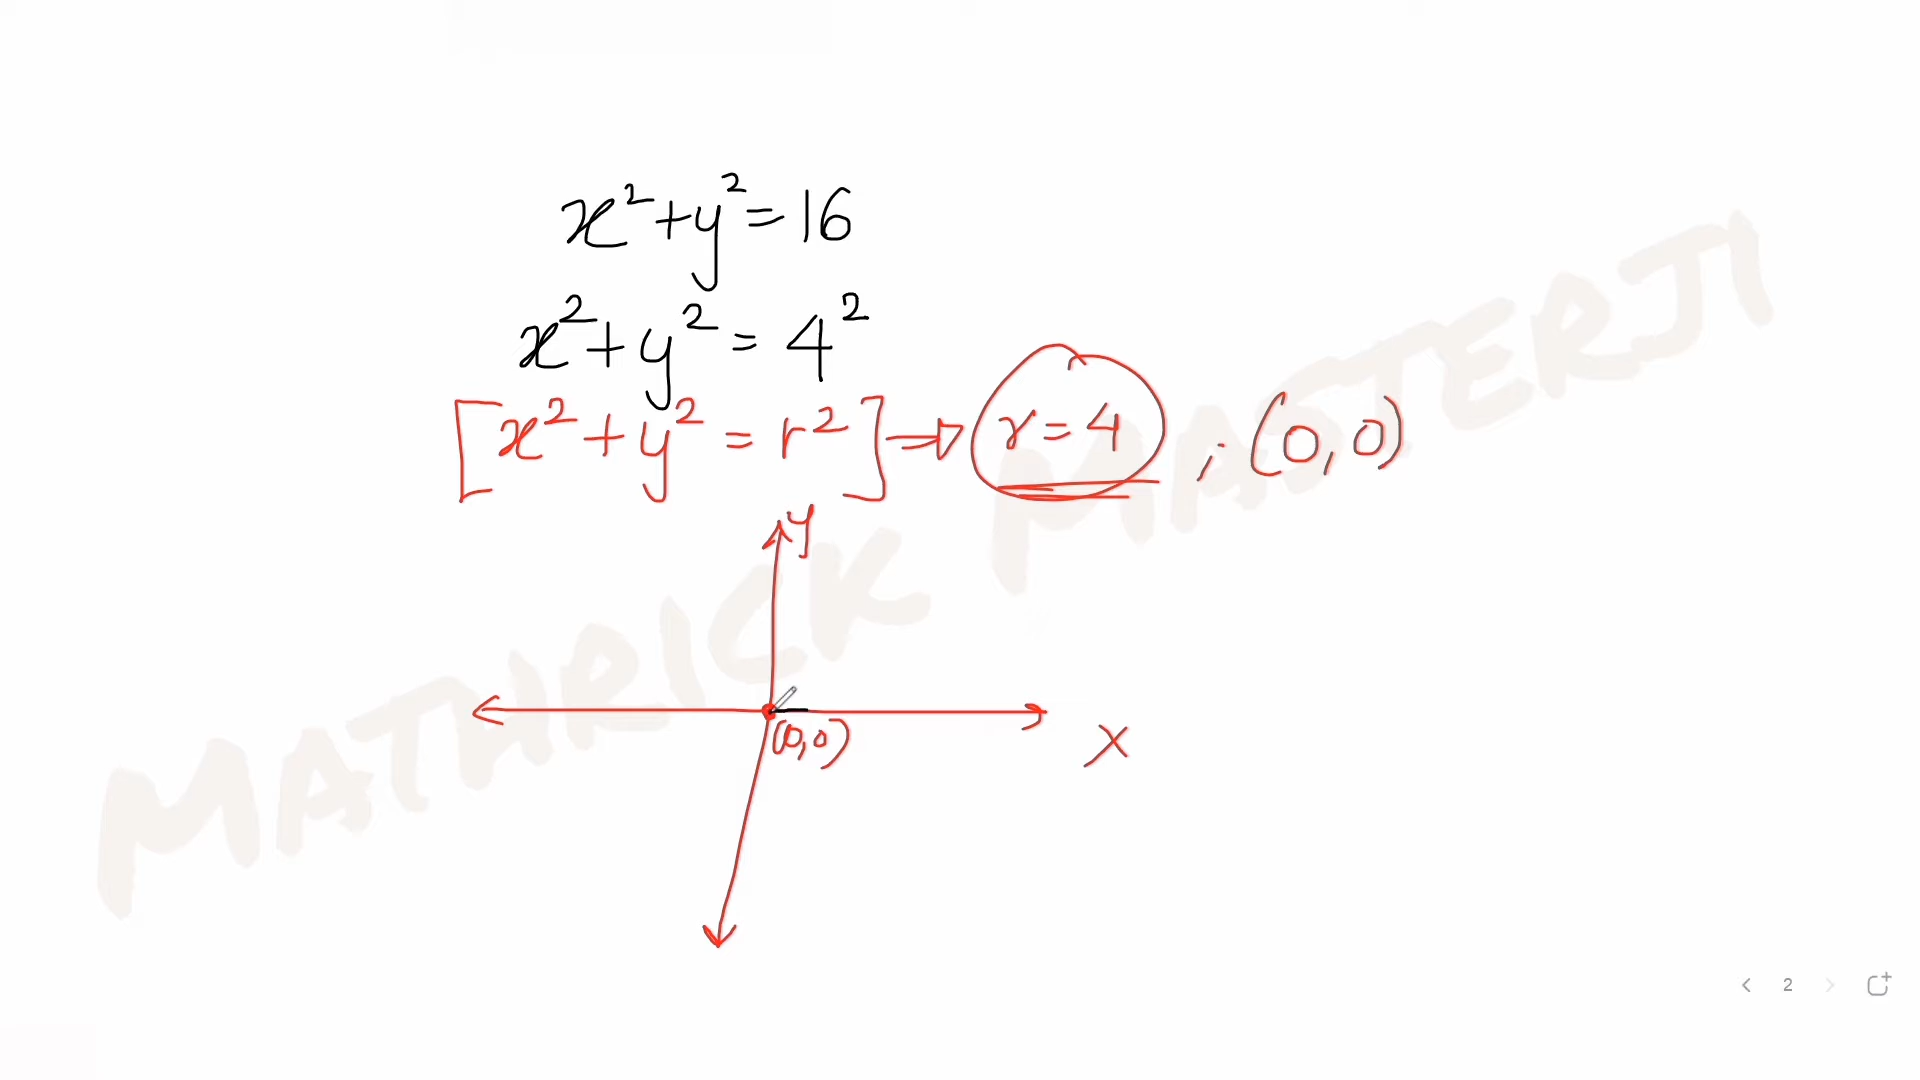 x²+y²=16
x²+y²=4²
[x²+y²=r²]→ r=4 , (0,0)
y
(0,0)
x
MATHRICK MASTERJI
2